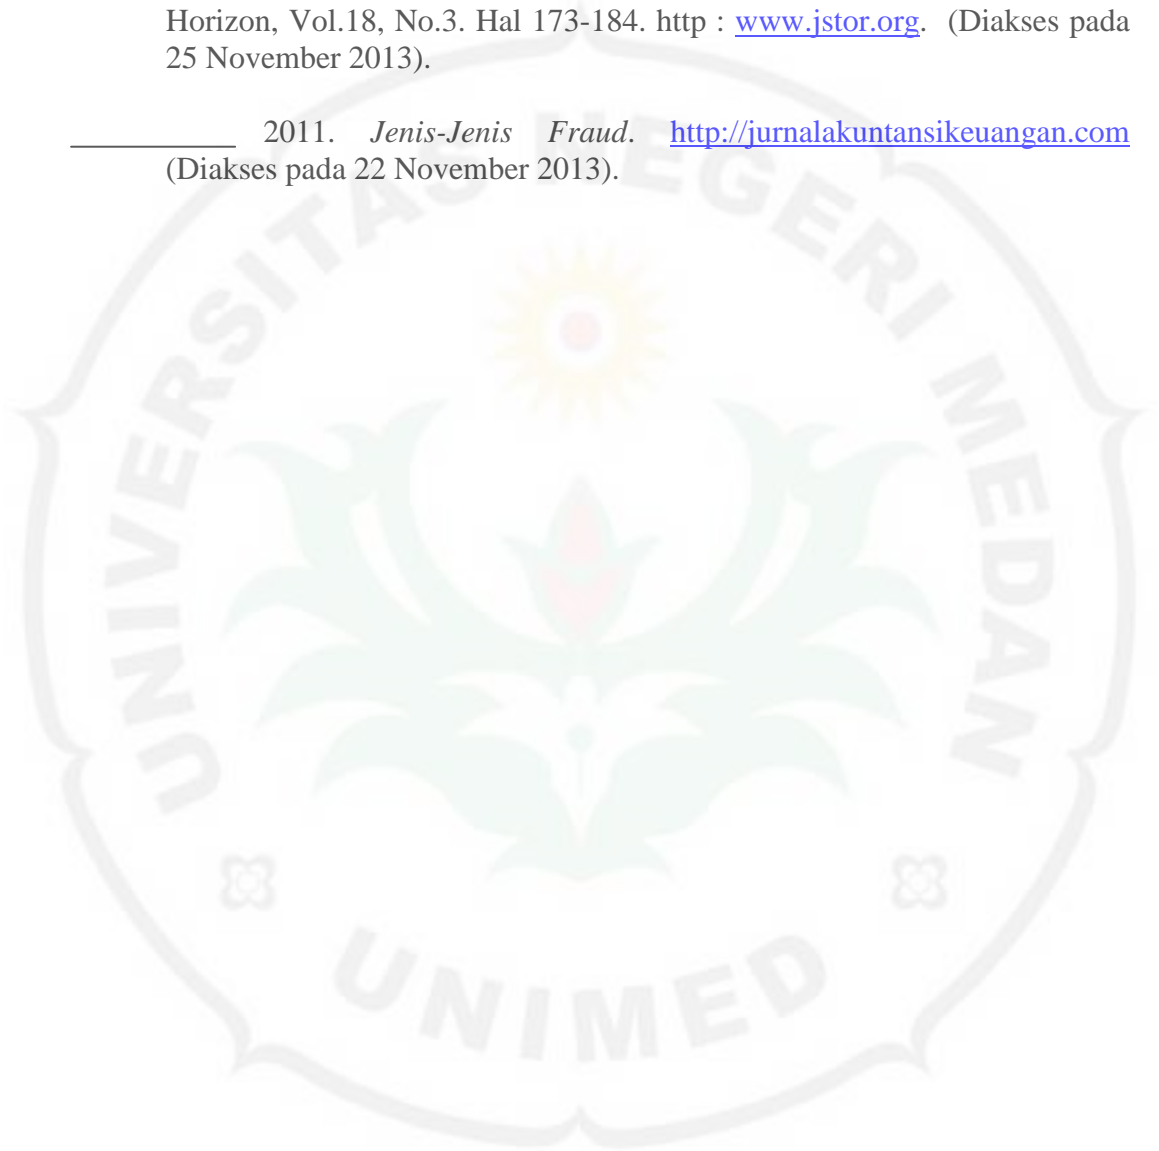 Horizon, Vol.18, No.3. Hal 173-184. http : www.jstor.org. (Diakses pada
25 November 2013).
___________ 2011. Jenis-Jenis Fraud. http://jurnalakuntansikeuangan.com
(Diakses pada 22 November 2013).
UNIVERSITAS NEGERI MEDAN
UNIMED